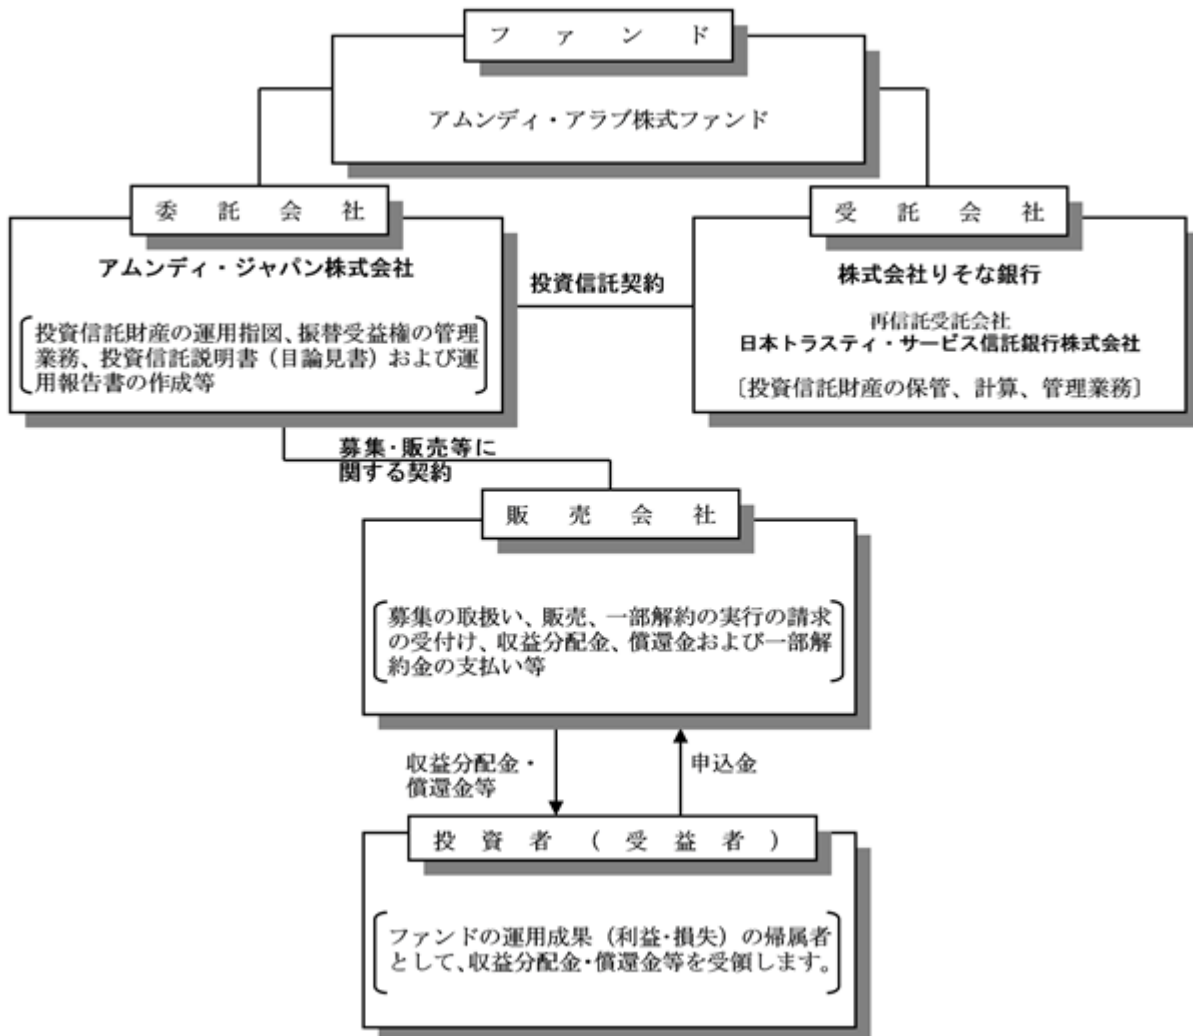 ファンド
アムンディ・アラブ株式ファンド
委託会社
アムンディ・ジャパン株式会社
投資信託財産の運用指図、振替受益権の管理
業務、投資信託説明書（目論見書）および運
用報告書の作成等
投資信託契約
受託会社
株式会社りそな銀行
再信託受託会社
日本トラスティ・サービス信託銀行株式会社
〔投資信託財産の保管、計算、管理業務〕
募集・販売等に
関する契約
販売会社
募集の取扱い、販売、一部解約の実行の請求
の受付け、収益分配金、償還金および一部解
約金の支払い等
収益分配金・
償還金等
申込金
投資者（受益者）
ファンドの運用成果（利益・損失）の帰属者
として、収益分配金・償還金等を受領します。